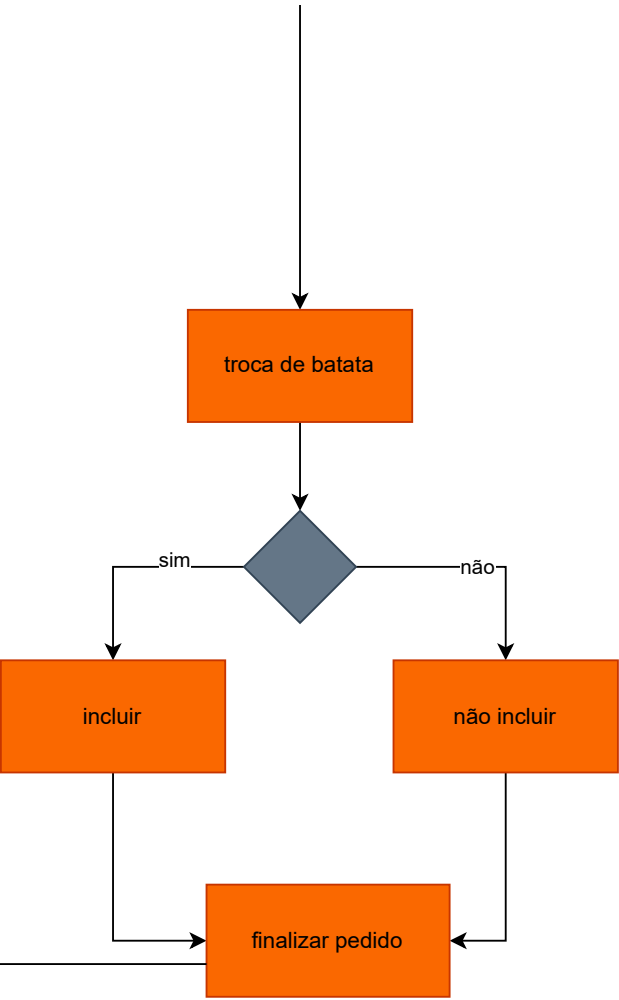 troca de batata
sim
não
incluir
não incluir
finalizar pedido